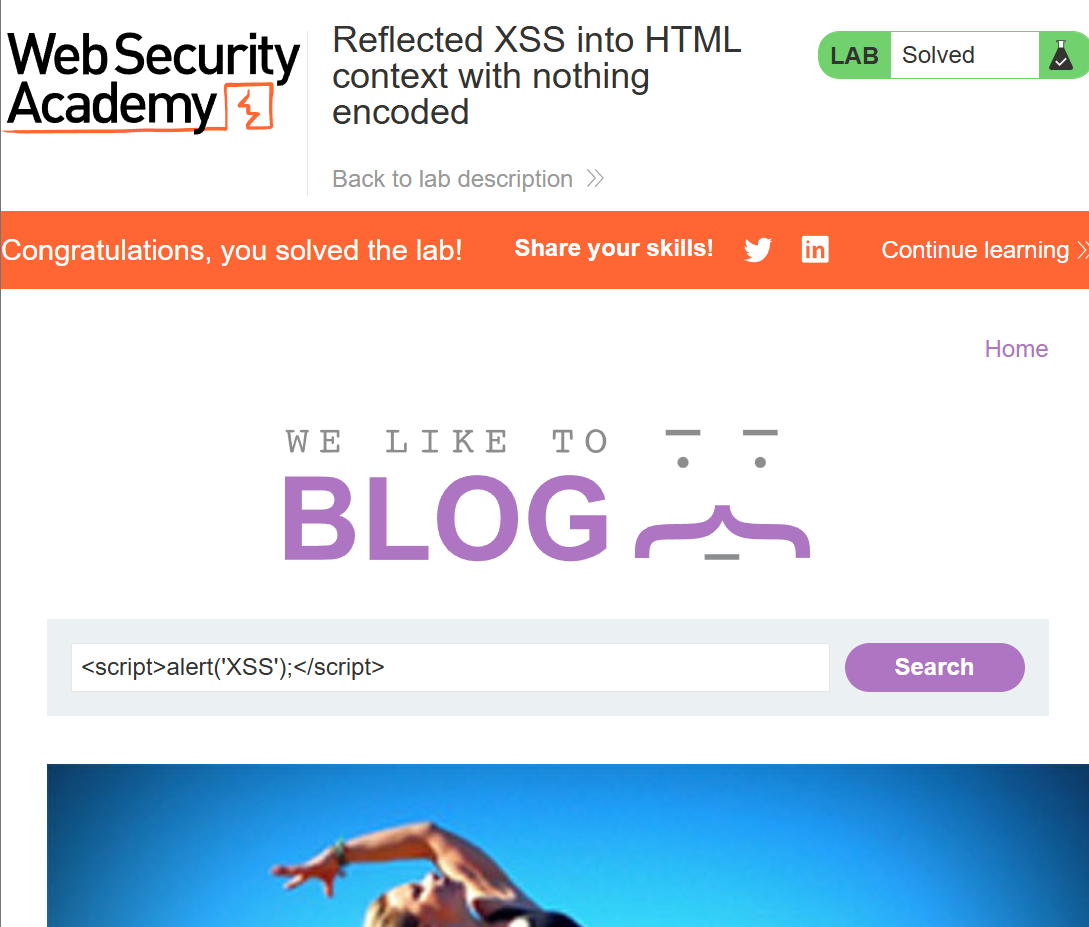 Web Security
Academy
Reflected XSS into HTML
context with nothing
encoded
Back to lab description
LAB Solved
Congratulations, you solved the lab! Share your skills! in Continue learning
Home
WE LIKE TO
BLOG
<script>alert('XSS');</script> Search